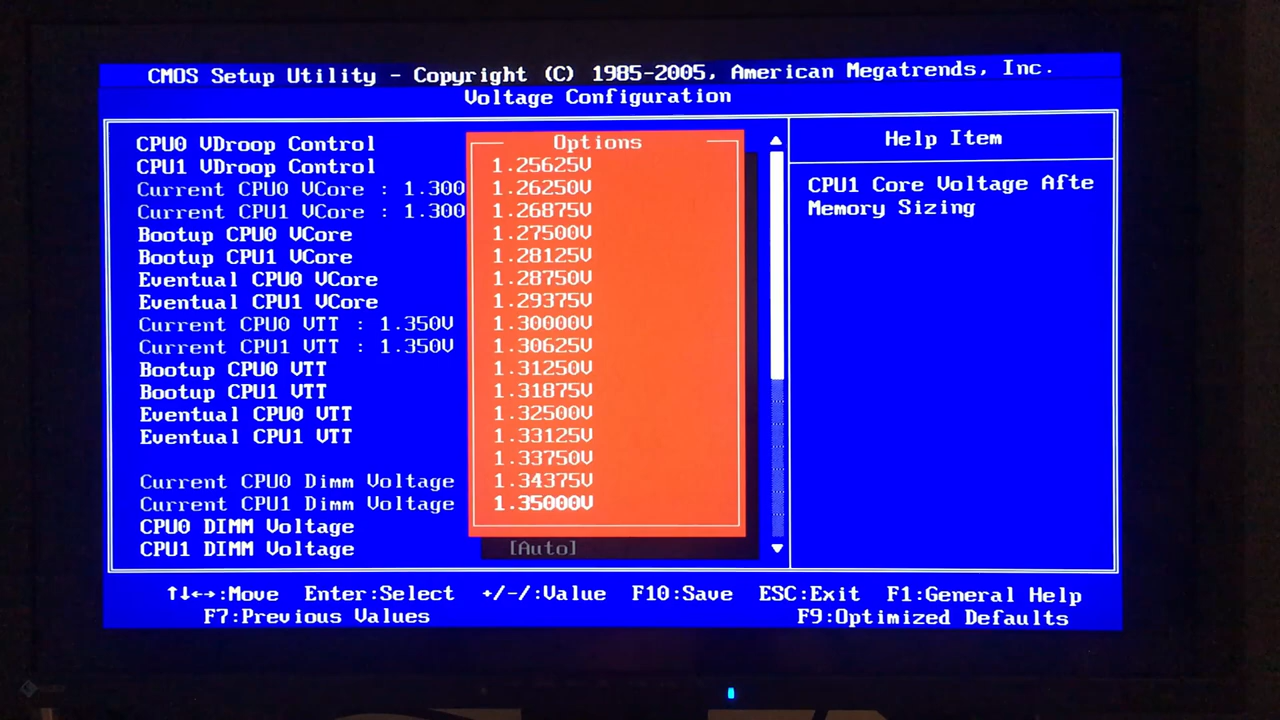 CMOS Setup Utility - Copyright (C) 1985-2005, American Megatrends, Inc.
Voltage Configuration
CPU0 VDroop Control
CPU1 VDroop Control
Current CPU0 VCore : 1.300
Current CPU1 VCore : 1.300
Bootup CPU0 VCore
Bootup CPU1 VCore
Eventual CPU0 VCore
Eventual CPU1 VCore
Current CPU0 VTT : 1.350V
Current CPU1 VTT : 1.350V
Bootup CPU0 VTT
Bootup CPU1 VTT
Eventual CPU0 VTT
Eventual CPU1 VTT
Current CPU0 Dimm Voltage
Current CPU1 Dimm Voltage
CPU0 DIMM Voltage
CPU1 DIMM Voltage
Options
1.25625V
1.26250V
1.26875V
1.27500V
1.28125V
1.28750V
1.29375V
1.30000V
1.30625V
1.31250V
1.31875V
1.32500V
1.33125V
1.33750V
1.34375V
1.35000V
[Auto]
Help Item
CPU1 Core Voltage Afte
Memory Sizing
↑↓←→:Move Enter:Select +/-/:Value F10:Save ESC:Exit F1:General Help
F7:Previous Values F9:Optimized Defaults